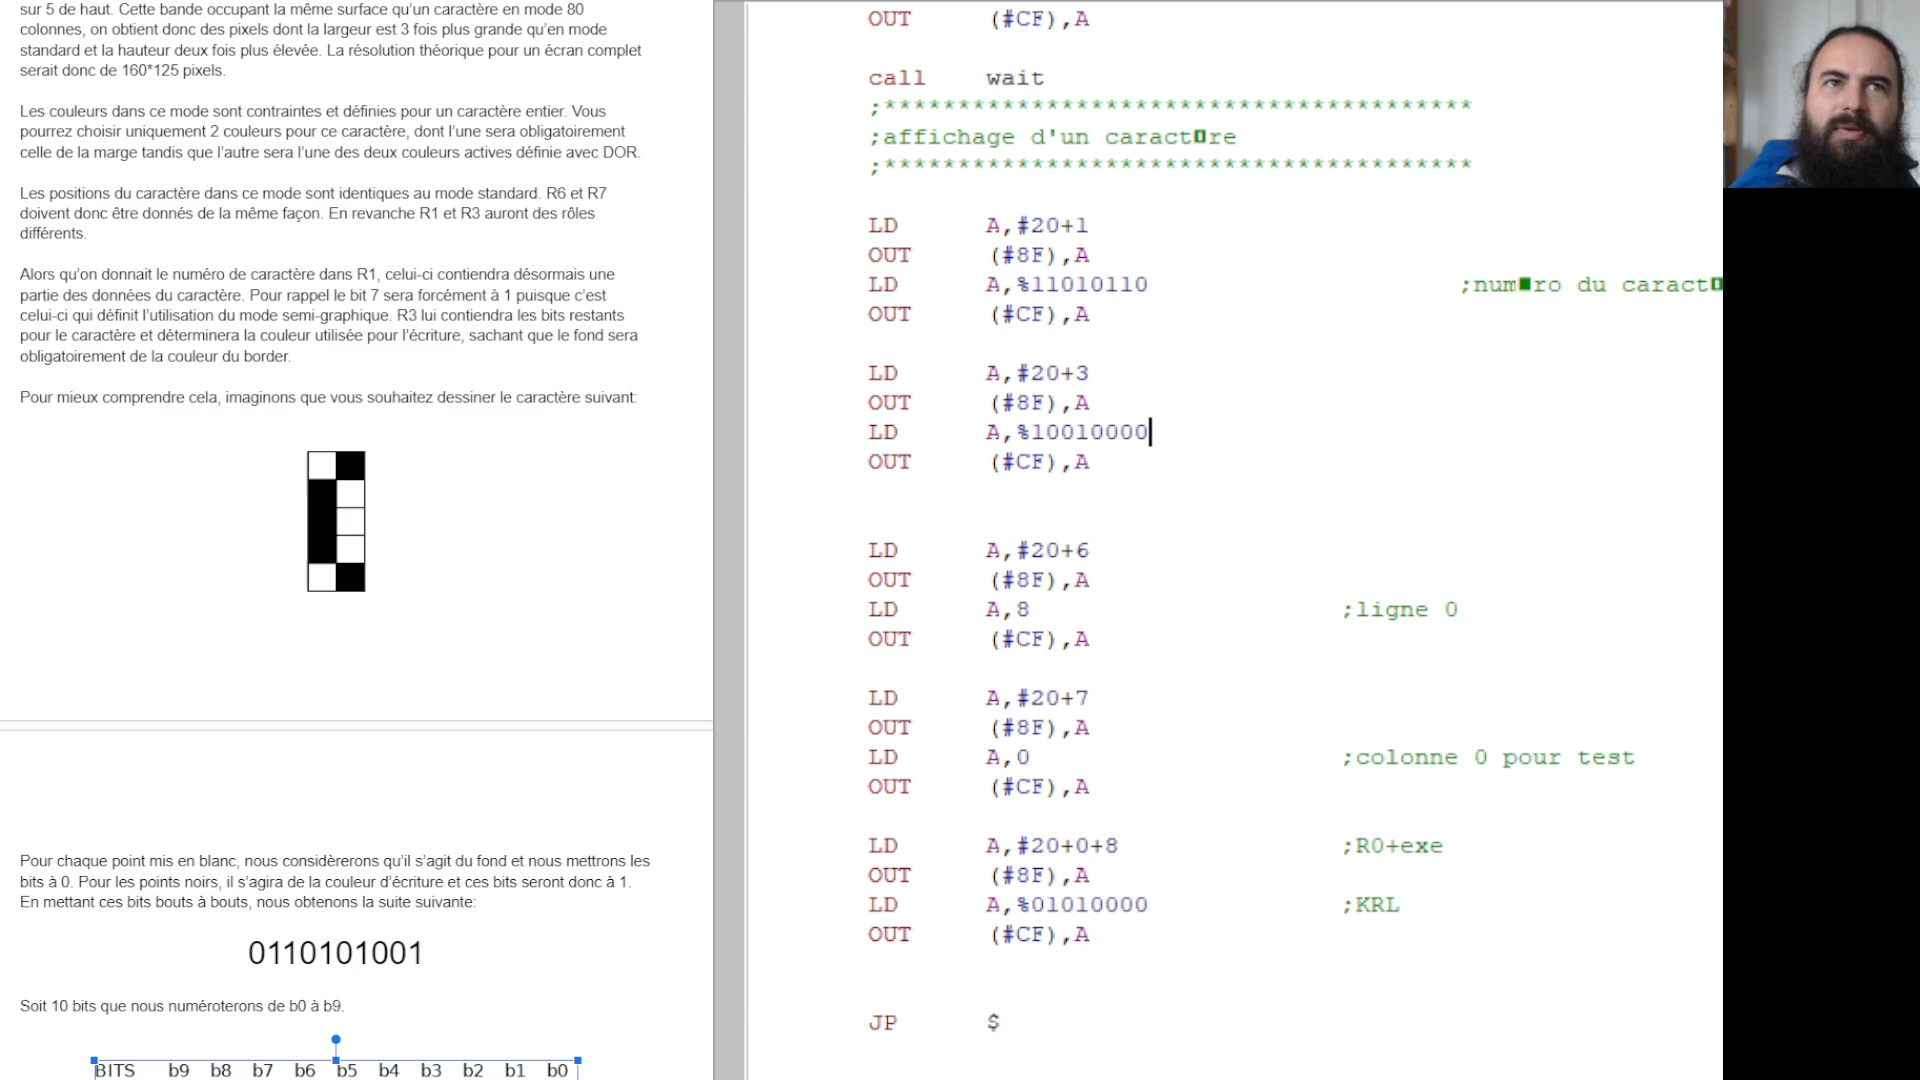 sur 5 de haut. Cette bande occupant la même surface qu'un caractère en mode 80
colonnes, on obtient donc des pixels dont la largeur est 3 fois plus grande qu'en mode
standard et la hauteur deux fois plus élevée. La résolution théorique pour un écran complet
serait donc de 160*125 pixels.
Les couleurs dans ce mode sont contraintes et définies pour un caractère entier. Vous
pourrez choisir uniquement 2 couleurs pour ce caractère, dont l'une sera obligatoirement
celle de la marge tandis que l'autre sera l'une des deux couleurs actives définie avec DOR.
Les positions du caractère dans ce mode sont identiques au mode standard. R6 et R7
doivent donc être donnés de la même façon. En revanche R1 et R3 auront des rôles
différents.
Alors qu'on donnait le numéro de caractère dans R1, celui-ci contiendra désormais une
partie des données du caractère. Pour rappel le bit 7 sera forcément à 1 puisque c'est
celui-ci qui définit l'utilisation du mode semi-graphique. R3 lui contiendra les bits restants
pour le caractère et déterminera la couleur utilisée pour l'écriture, sachant que le fond sera
obligatoirement de la couleur du border.
Pour mieux comprendre cela, imaginons que vous souhaitez dessiner le caractère suivant:
Pour chaque point mis en blanc, nous considèrerons qu'il s'agit du fond et nous mettrons les
bits à 0. Pour les points noirs, il s'agira de la couleur d'écriture et ces bits seront donc à 1.
En mettant ces bits bouts à bouts, nous obtenons la suite suivante:
0110101001
Soit 10 bits que nous numéroterons de b0 à b9.
BITS b9 b8 b7 b6 b5 b4 b3 b2 b1 b0
OUT (#CF),A
call wait
;****************************************
;affichage d'un caract▯re
;****************************************
LD A,#20+1
OUT (#8F),A
LD A,%11010110 ;num■ro du caract▯
OUT (#CF),A
LD A,#20+3
OUT (#8F),A
LD A,%10010000
OUT (#CF),A
LD A,#20+6
OUT (#8F),A
LD A,8 ;ligne 0
OUT (#CF),A
LD A,#20+7
OUT (#8F),A
LD A,0 ;colonne 0 pour test
OUT (#CF),A
LD A,#20+0+8 ;R0+exe
OUT (#8F),A
LD A,%01010000 ;KRL
OUT (#CF),A
JP $